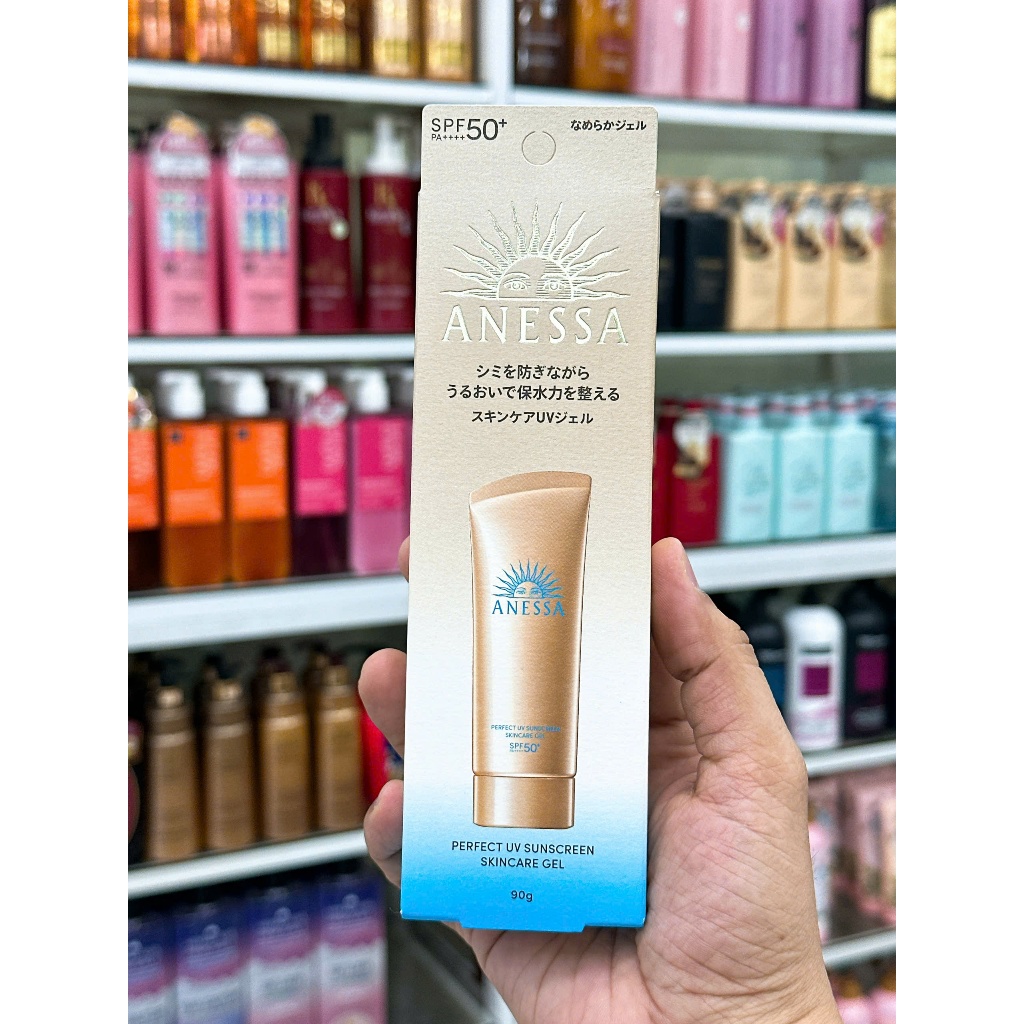 SPF50+
PA++++
なめらかジェル
ANESSA
シミを防ぎながら
うるおいで保水力を整える
スキンケアUVジェル
ANESSA
PERFECT UV SUNSCREEN
SKINCARE GEL
SPF50+
PA++++
PERFECT UV SUNSCREEN
SKINCARE GEL
90g